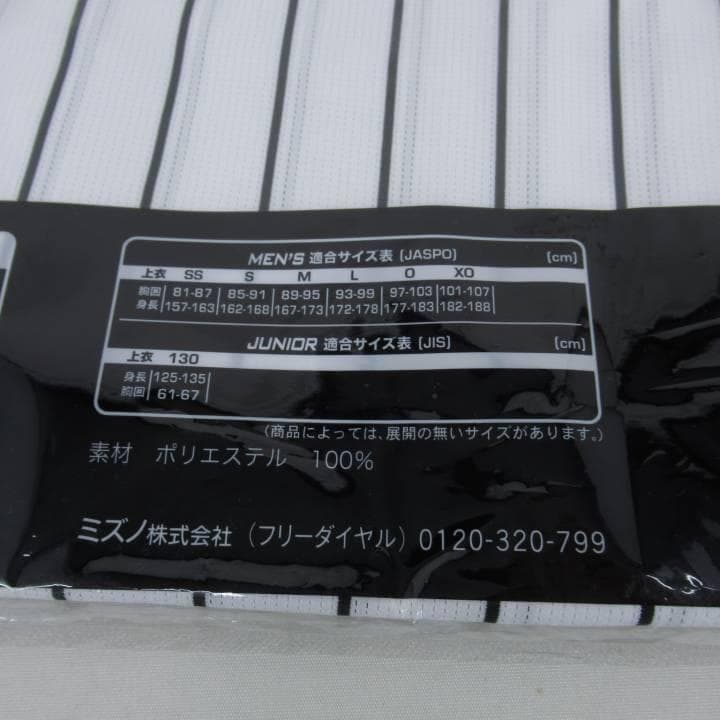 MEN'S 適合サイズ表 (JASPO) [cm]
上衣 SS S M L O XO
胸囲 81-87 85-91 89-95 93-99 97-103 101-107
身長 157-163 162-168 167-173 172-178 177-183 182-188
JUNIOR 適合サイズ表 (JIS) [cm]
上衣 130
身長 125-135
胸囲 61-67
(商品によっては、展開の無いサイズがあります。)
素材 ポリエステル 100%
ミズノ株式会社 (フリーダイヤル) 0120-320-799